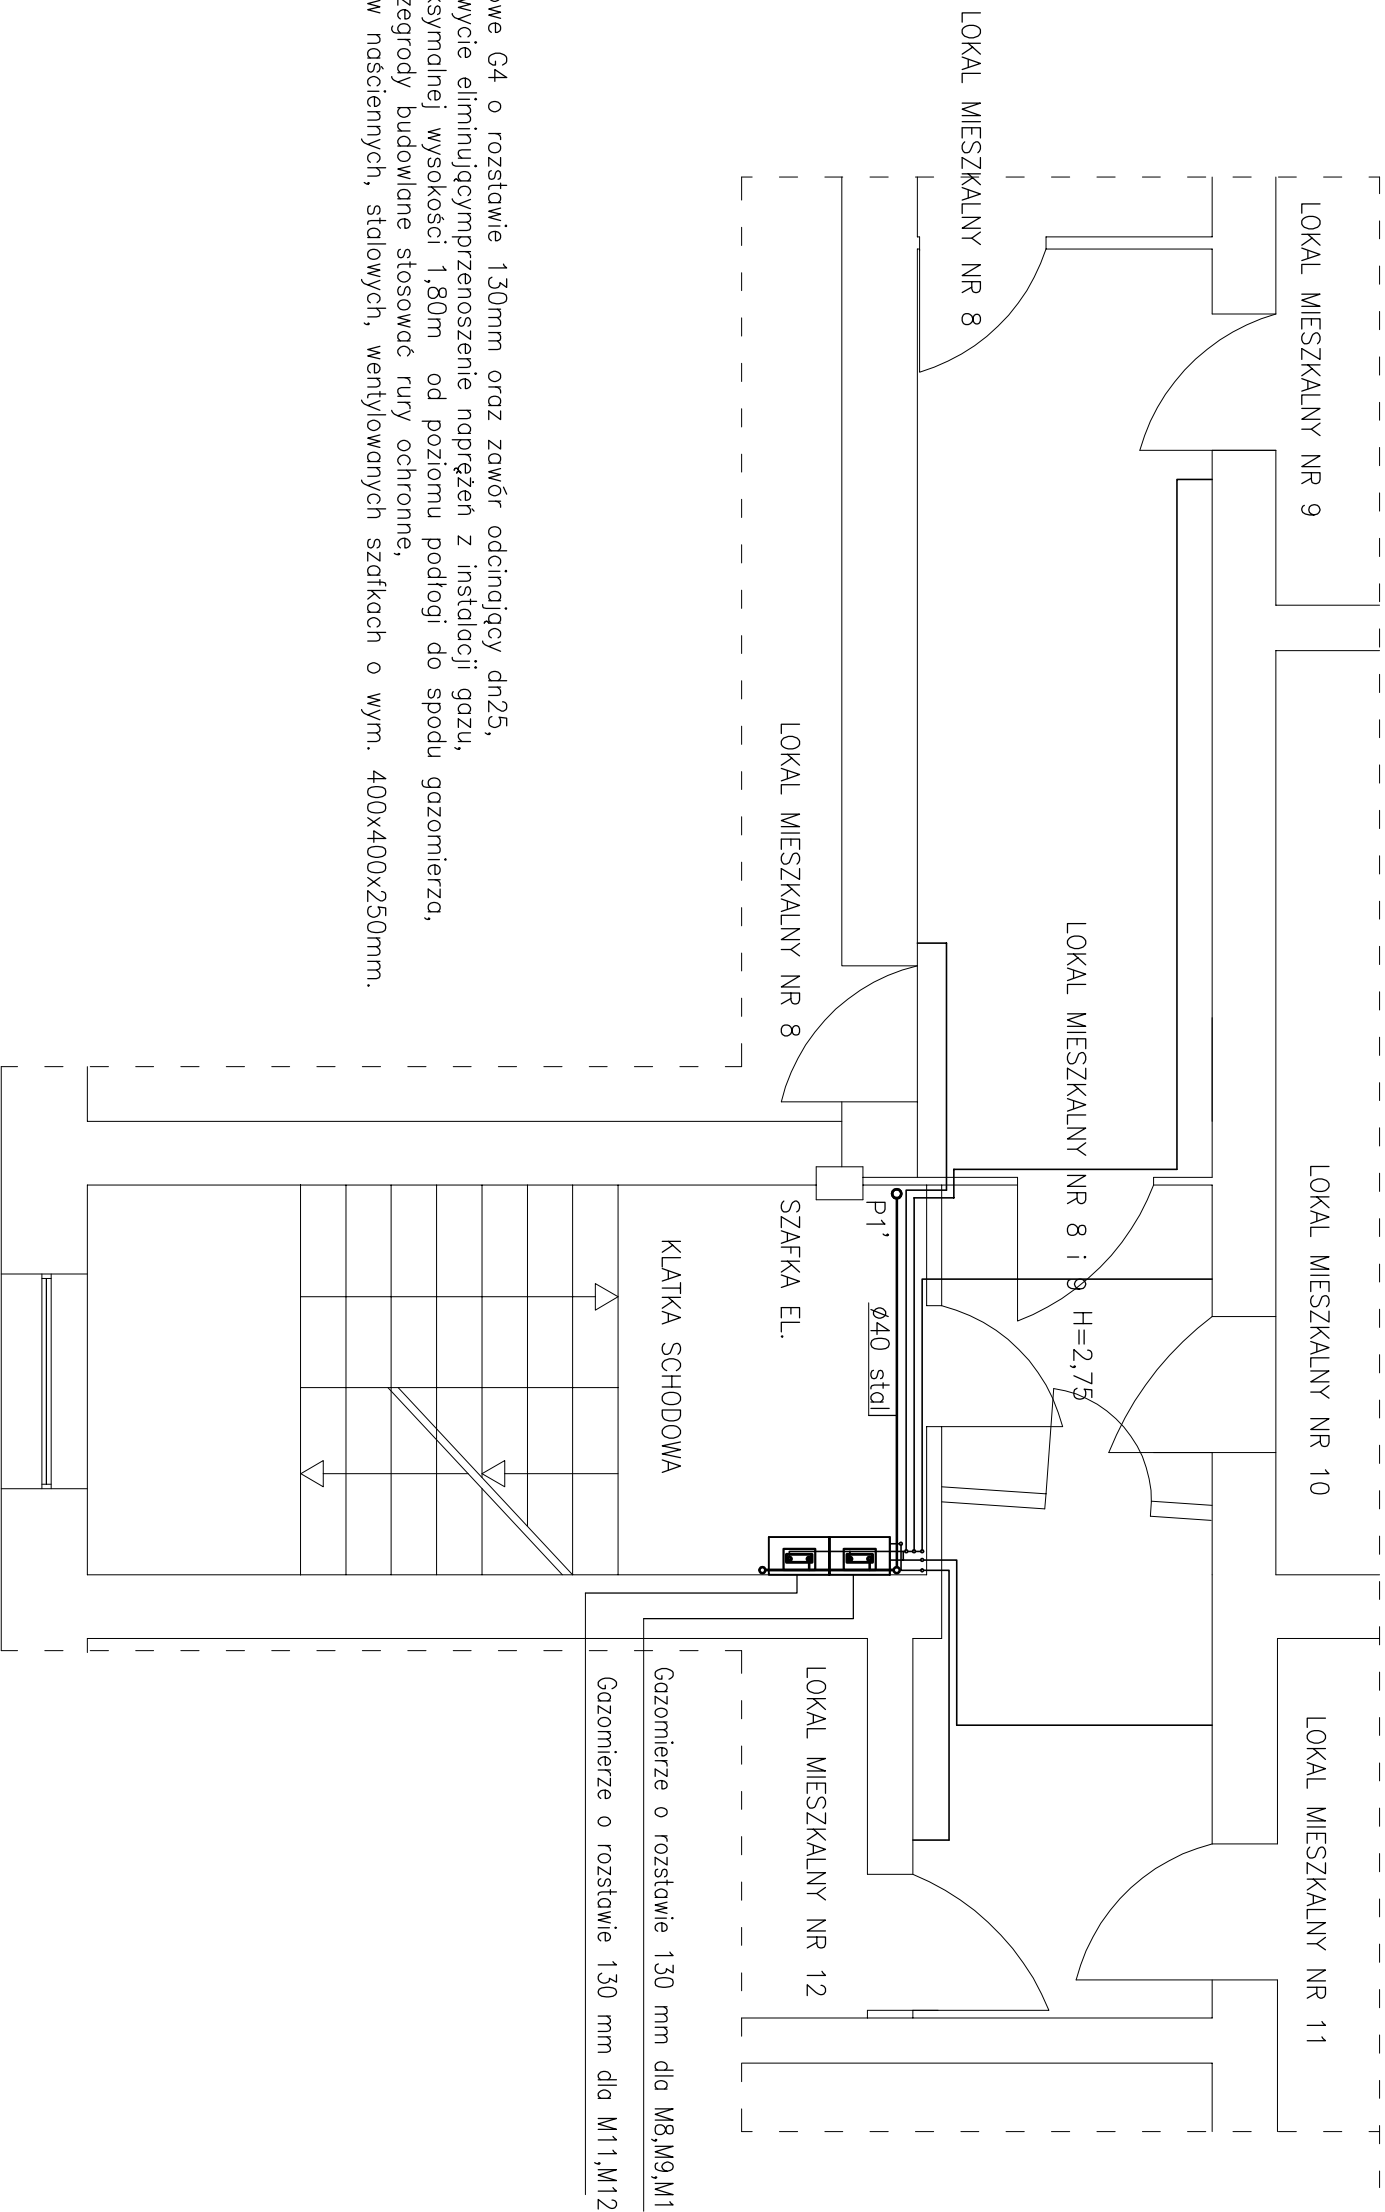 LOKAL MIESZKALNY NR 9
LOKAL MIESZKALNY NR 10
LOKAL MIESZKALNY NR 11
LOKAL MIESZKALNY NR 8
LOKAL MIESZKALNY NR 8 i 9 H=2,75
P1'
Ø40 stal
LOKAL MIESZKALNY NR 8
SZAFKA EL.
LOKAL MIESZKALNY NR 12
KLATKA SCHODOWA
Gazomierze o rozstawie 130 mm dla M8,M9,M1
Gazomierze o rozstawie 130 mm dla M11,M12
owe G4 o rozstawie 130mm oraz zawór odcinający dn25,
wycie eliminującymprzenoszenie naprężeń z instalacji gazu,
ksymalnej wysokości 1,80m od poziomu podłogi do spodu gazomierza,
zegrody budowlane stosować rury ochronne,
w naściennych, stalowych, wentylowanych szafkach o wym. 400x400x250mm.